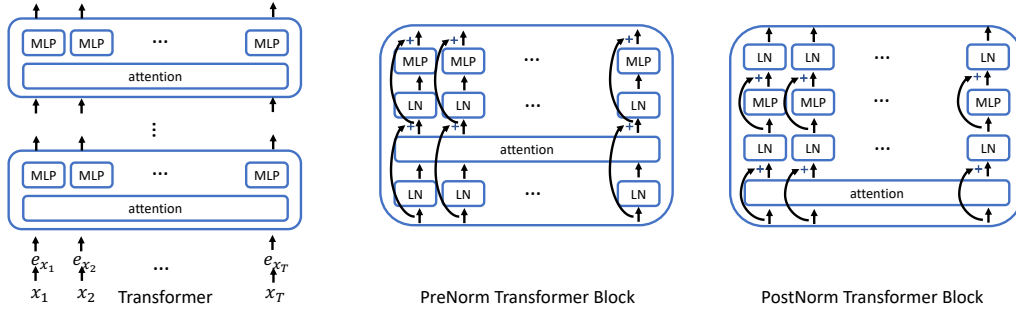 MLP MLP ... MLP
attention
...
MLP MLP ... MLP
attention
e_{x_1} e_{x_2} ... e_{x_T}
x_1 x_2 Transformer x_T
+ + +
MLP MLP ... MLP
LN LN ... LN
+ + +
attention
LN LN ... LN
PreNorm Transformer Block
LN LN ... LN
+ + +
MLP MLP ... MLP
LN LN ... LN
+ + +
attention
PostNorm Transformer Block